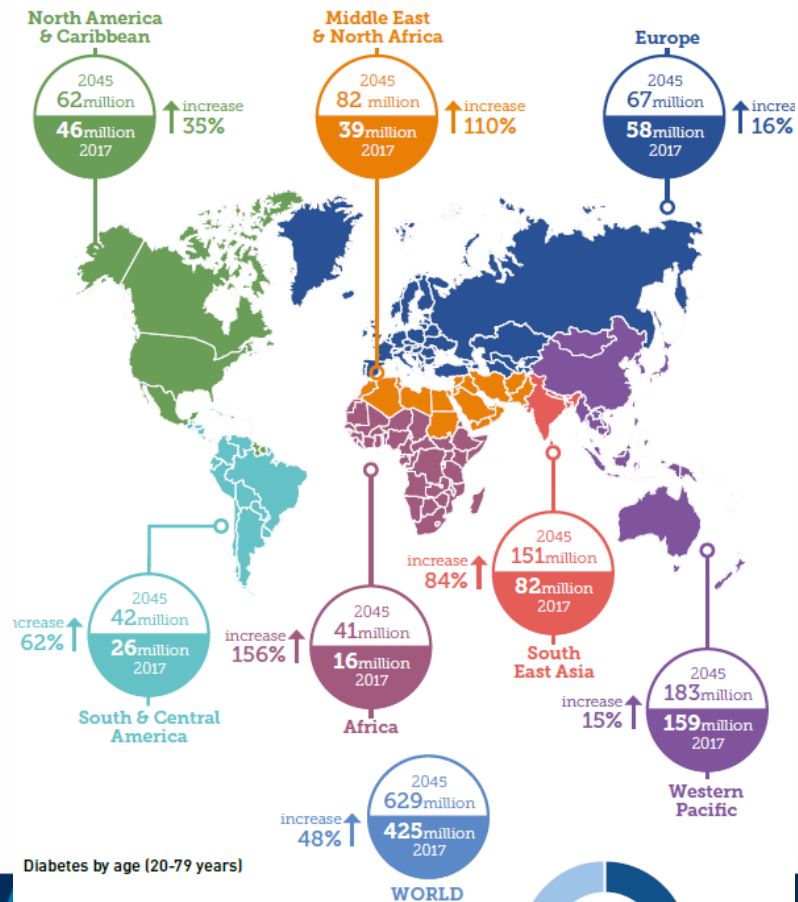 North America
& Caribbean
2045
62million
46million
2017
increase
35%
Middle East
& North Africa
2045
82 million
39million
2017
increase
110%
Europe
2045
67million
58million
2017
increa
16%
2045
42million
26million
2017
ncrease
62%
South & Central
America
2045
41million
16million
2017
increase
156%
Africa
2045
151million
82million
2017
increase
84%
South
East Asia
2045
183million
159million
2017
increase
15%
Western
Pacific
2045
629million
425million
2017
increase
48%
WORLD
Diabetes by age (20-79 years)